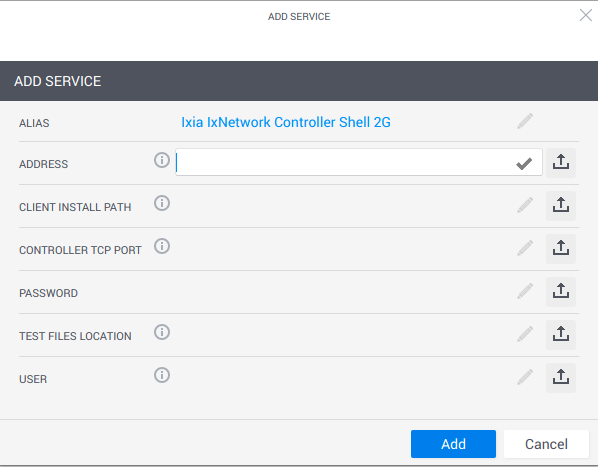 ADD SERVICE
ADD SERVICE
ALIAS Ixia IxNetwork Controller Shell 2G
ADDRESS
CLIENT INSTALL PATH
CONTROLLER TCP PORT
PASSWORD
TEST FILES LOCATION
USER
Add Cancel